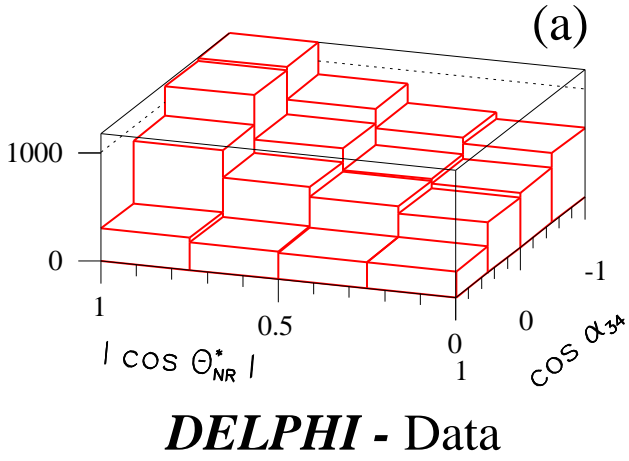 (a)
1000
0
1
0.5
0
1
0
-1
| COS Θ*NR |
COS α34
DELPHI - Data